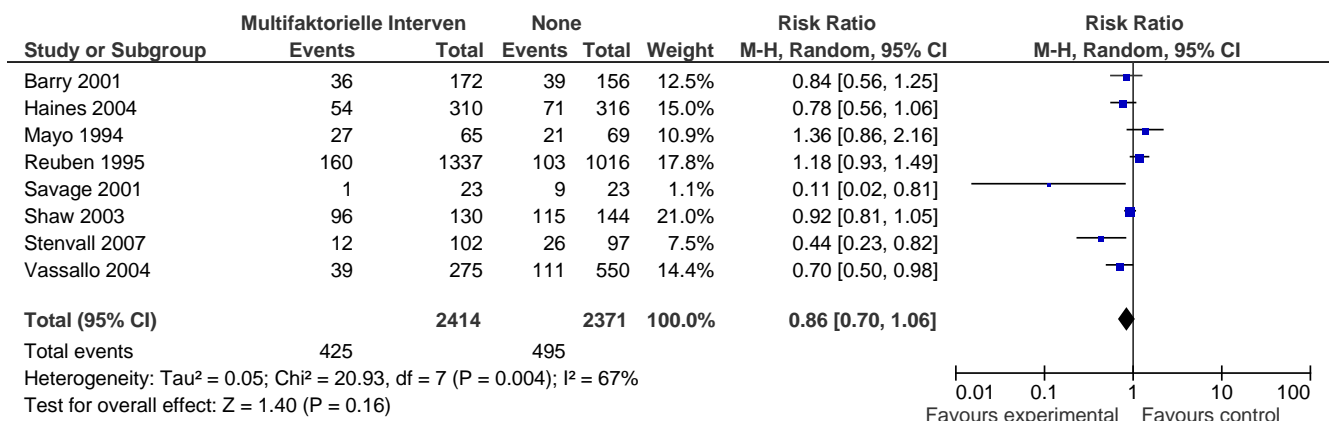 Multifaktorielle Interven None Risk Ratio Risk Ratio
Study or Subgroup Events Total Events Total Weight M-H, Random, 95% CI M-H, Random, 95% CI
Barry 2001 36 172 39 156 12.5% 0.84 [0.56, 1.25]
Haines 2004 54 310 71 316 15.0% 0.78 [0.56, 1.06]
Mayo 1994 27 65 21 69 10.9% 1.36 [0.86, 2.16]
Reuben 1995 160 1337 103 1016 17.8% 1.18 [0.93, 1.49]
Savage 2001 1 23 9 23 1.1% 0.11 [0.02, 0.81]
Shaw 2003 96 130 115 144 21.0% 0.92 [0.81, 1.05]
Stenvall 2007 12 102 26 97 7.5% 0.44 [0.23, 0.82]
Vassallo 2004 39 275 111 550 14.4% 0.70 [0.50, 0.98]
Total (95% CI) 2414 2371 100.0% 0.86 [0.70, 1.06]
Total events 425 495
Heterogeneity: Tau² = 0.05; Chi² = 20.93, df = 7 (P = 0.004); I² = 67%
Test for overall effect: Z = 1.40 (P = 0.16)
0.01 0.1 1 10 100
Favours experimental Favours control